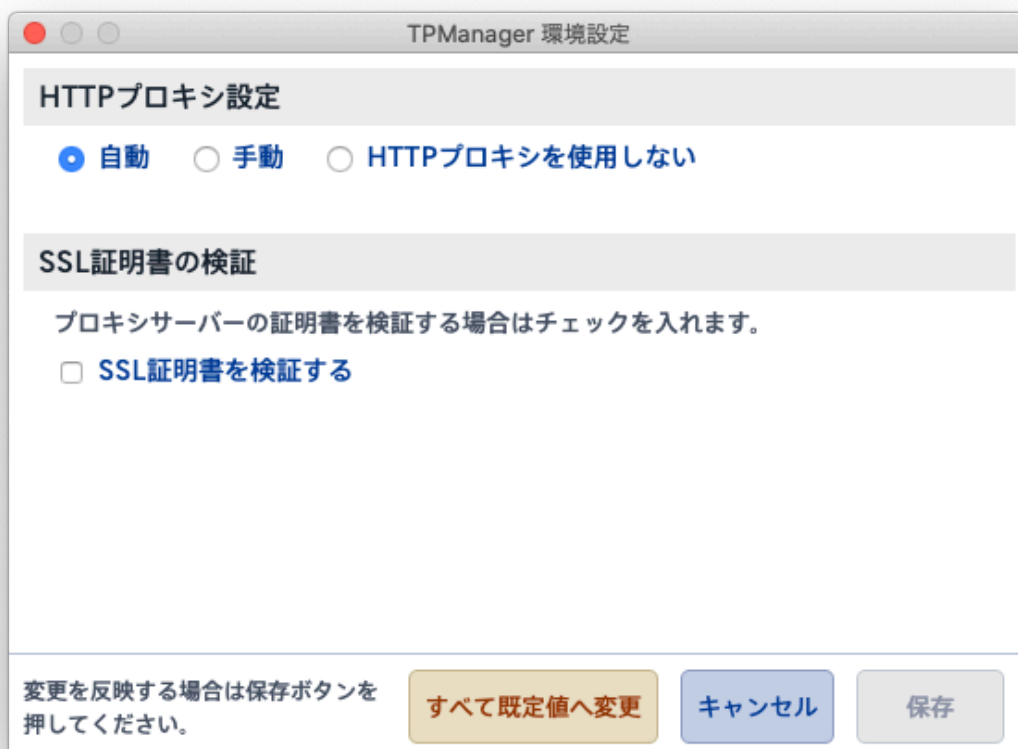 TPManager 環境設定
HTTPプロキシ設定
自動 手動 HTTPプロキシを使用しない
SSL証明書の検証
プロキシサーバーの証明書を検証する場合はチェックを入れます。
SSL証明書を検証する
変更を反映する場合は保存ボタンを
押してください。
すべて既定値へ変更 キャンセル 保存